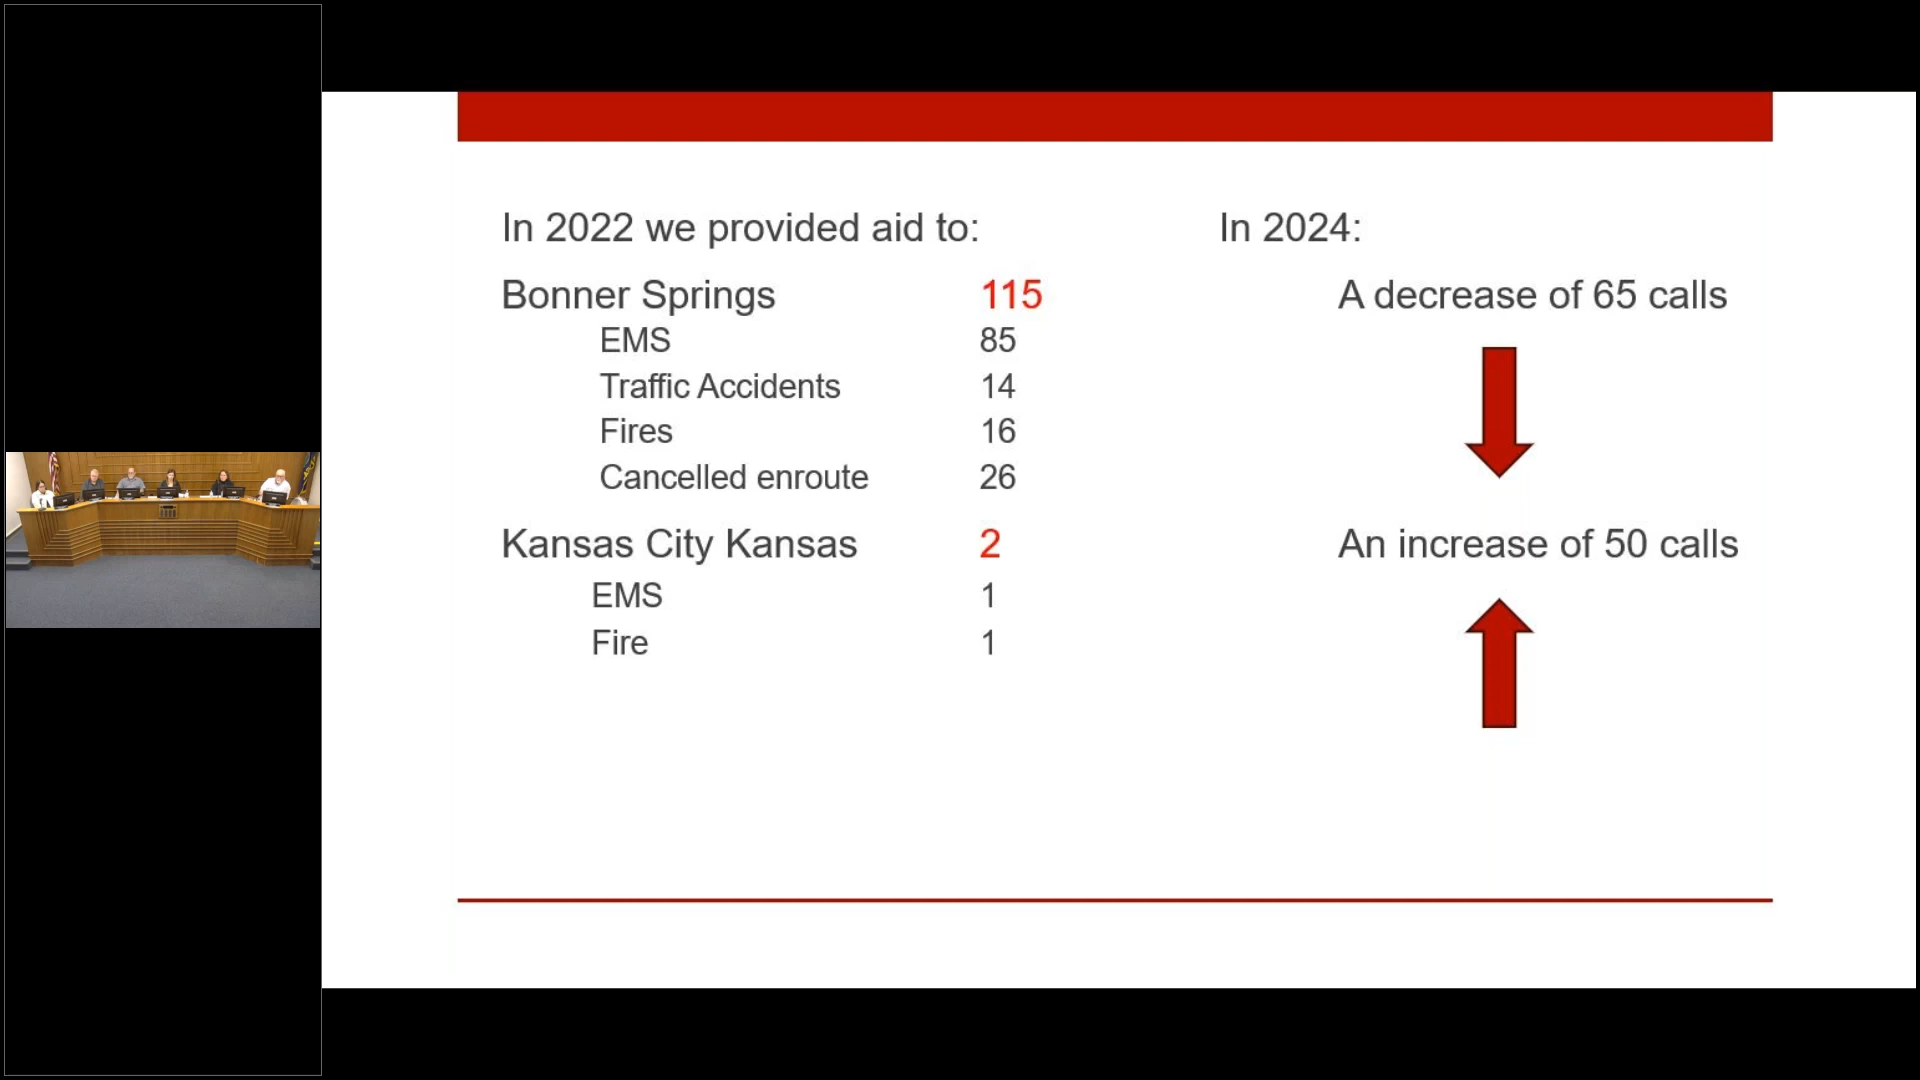 In 2022 we provided aid to: In 2024:
Bonner Springs 115 A decrease of 65 calls
EMS 85
Traffic Accidents 14
Fires 16
Cancelled enroute 26
Kansas City Kansas 2 An increase of 50 calls
EMS 1
Fire 1